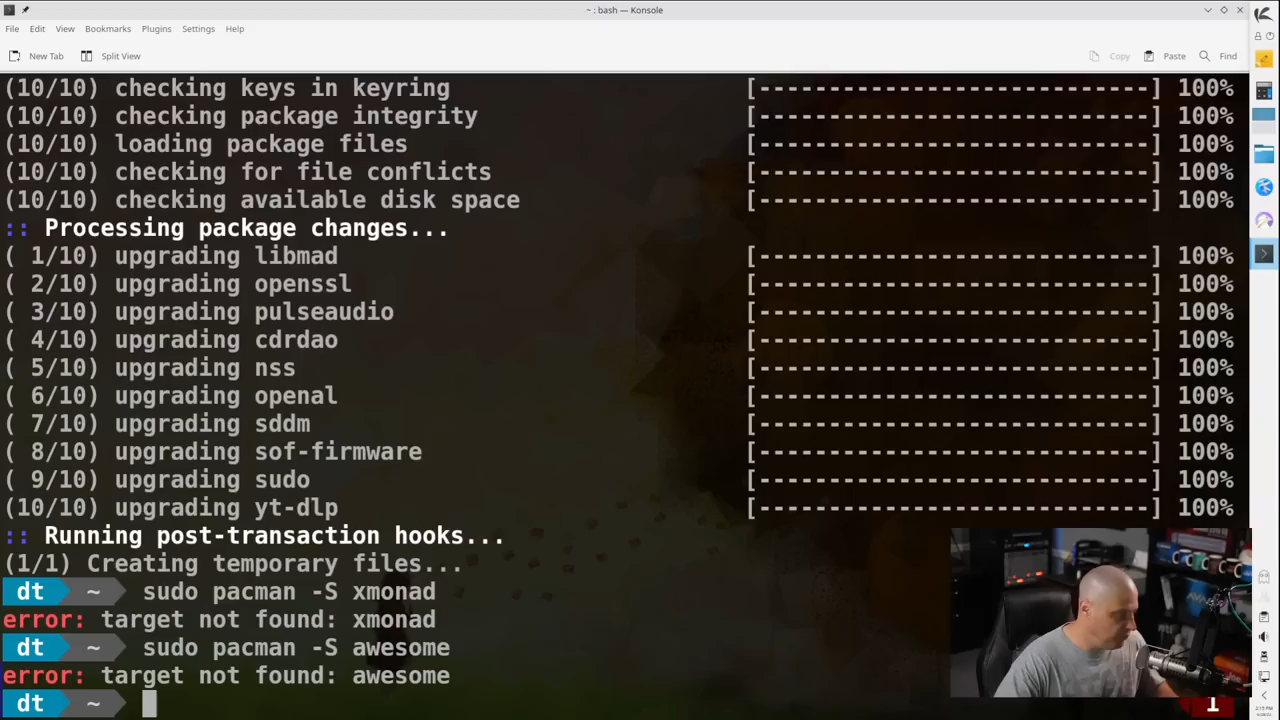 ~ : bash — Konsole
File Edit View Bookmarks Plugins Settings Help
New Tab Split View Copy Paste Find
(10/10) checking keys in keyring [----------------------------] 100%
(10/10) checking package integrity [----------------------------] 100%
(10/10) loading package files [----------------------------] 100%
(10/10) checking for file conflicts [----------------------------] 100%
(10/10) checking available disk space [----------------------------] 100%
:: Processing package changes...
( 1/10) upgrading libmad [----------------------------] 100%
( 2/10) upgrading openssl [----------------------------] 100%
( 3/10) upgrading pulseaudio [----------------------------] 100%
( 4/10) upgrading cdrdao [----------------------------] 100%
( 5/10) upgrading nss [----------------------------] 100%
( 6/10) upgrading openal [----------------------------] 100%
( 7/10) upgrading sddm [----------------------------] 100%
( 8/10) upgrading sof-firmware [----------------------------] 100%
( 9/10) upgrading sudo [----------------------------] 100%
(10/10) upgrading yt-dlp [----------------------------] 100%
:: Running post-transaction hooks...
(1/1) Creating temporary files...
dt ~ sudo pacman -S xmonad
error: target not found: xmonad
dt ~ sudo pacman -S awesome
error: target not found: awesome
dt ~ 1
2:15 PM